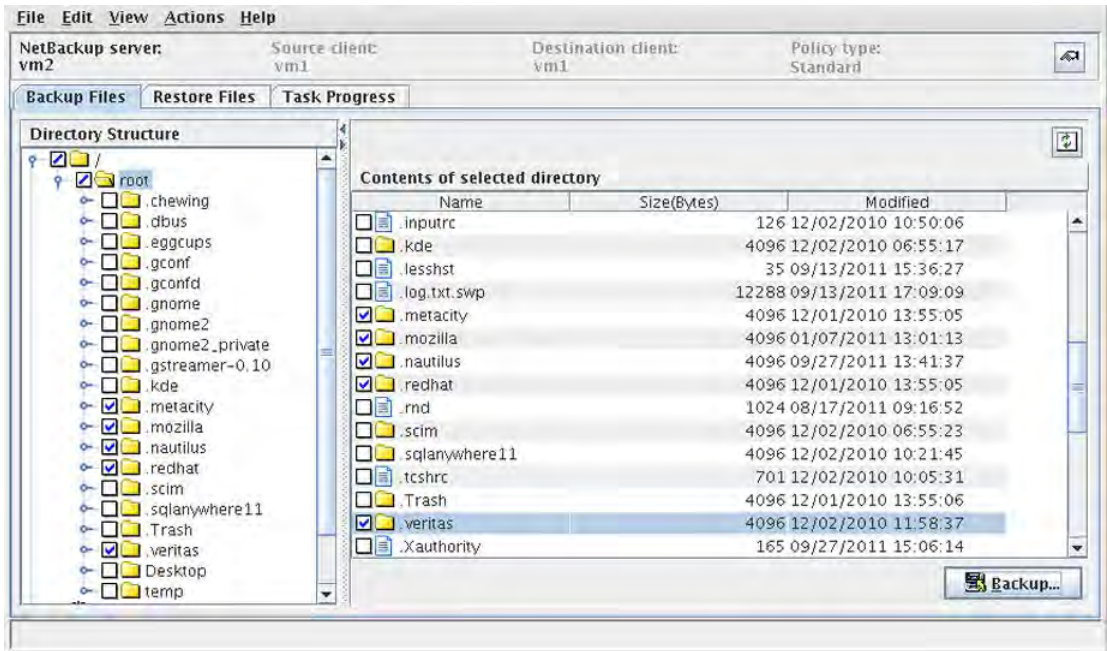 File Edit View Actions Help
NetBackup server: Source client: Destination client: Policy type:
vm2 vm1 vm1 Standard
Backup Files Restore Files Task Progress
Directory Structure
/
root
.chewing
.dbus
.eggcups
.gconf
.gconfd
.gnome
.gnome2
.gnome2_private
.gstreamer-0.10
.kde
.metacity
.mozilla
.nautilus
.redhat
.scim
.sqlanywhere11
.Trash
.veritas
Desktop
temp
Contents of selected directory
Name Size(Bytes) Modified
.inputrc 126 12/02/2010 10:50:06
.kde 4096 12/02/2010 06:55:17
.lesshst 35 09/13/2011 15:36:27
.log.txt.swp 12288 09/13/2011 17:09:09
.metacity 4096 12/01/2010 13:55:05
.mozilla 4096 01/07/2011 13:01:13
.nautilus 4096 09/27/2011 13:41:37
.redhat 4096 12/01/2010 13:55:05
.rnd 1024 08/17/2011 09:16:52
.scim 4096 12/02/2010 06:55:23
.sqlanywhere11 4096 12/02/2010 10:21:45
.tcshrc 701 12/02/2010 10:05:31
.Trash 4096 12/01/2010 13:55:06
.veritas 4096 12/02/2010 11:58:37
.Xauthority 165 09/27/2011 15:06:14
Backup...